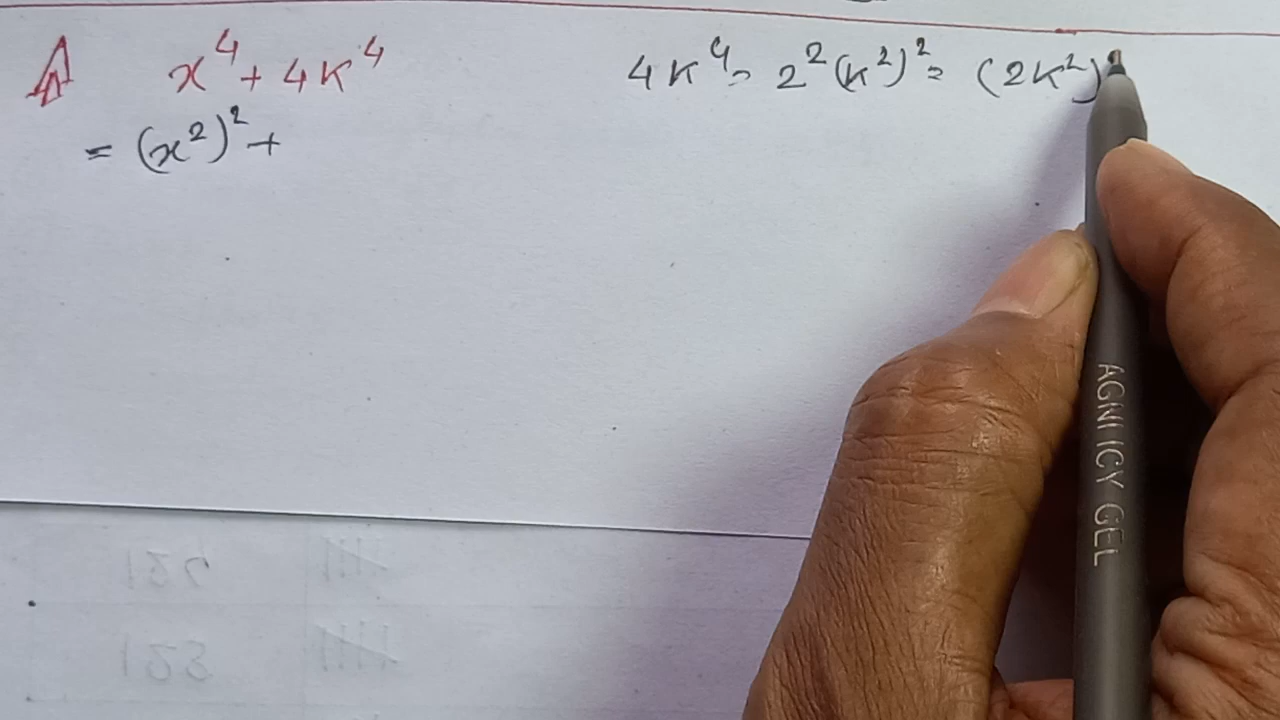 x⁴ + 4k⁴
4k⁴ = 2²(k²)² = (2k²)
= (x²)² +
AGNI ICY GEL